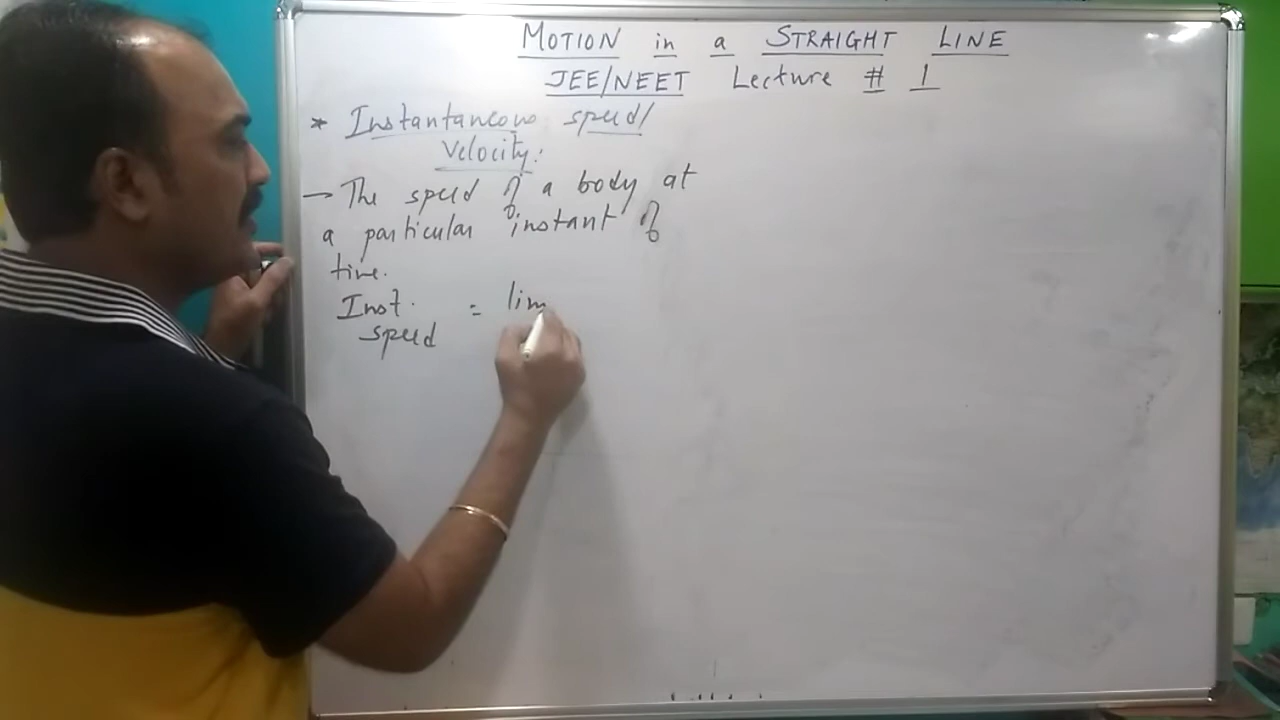 MOTION in a STRAIGHT LINE
JEE/NEET Lecture # 1
* Instantaneous speed/
Velocity:
→ The speed of a body at
a particular instant of
time.
Inst. = lim
speed